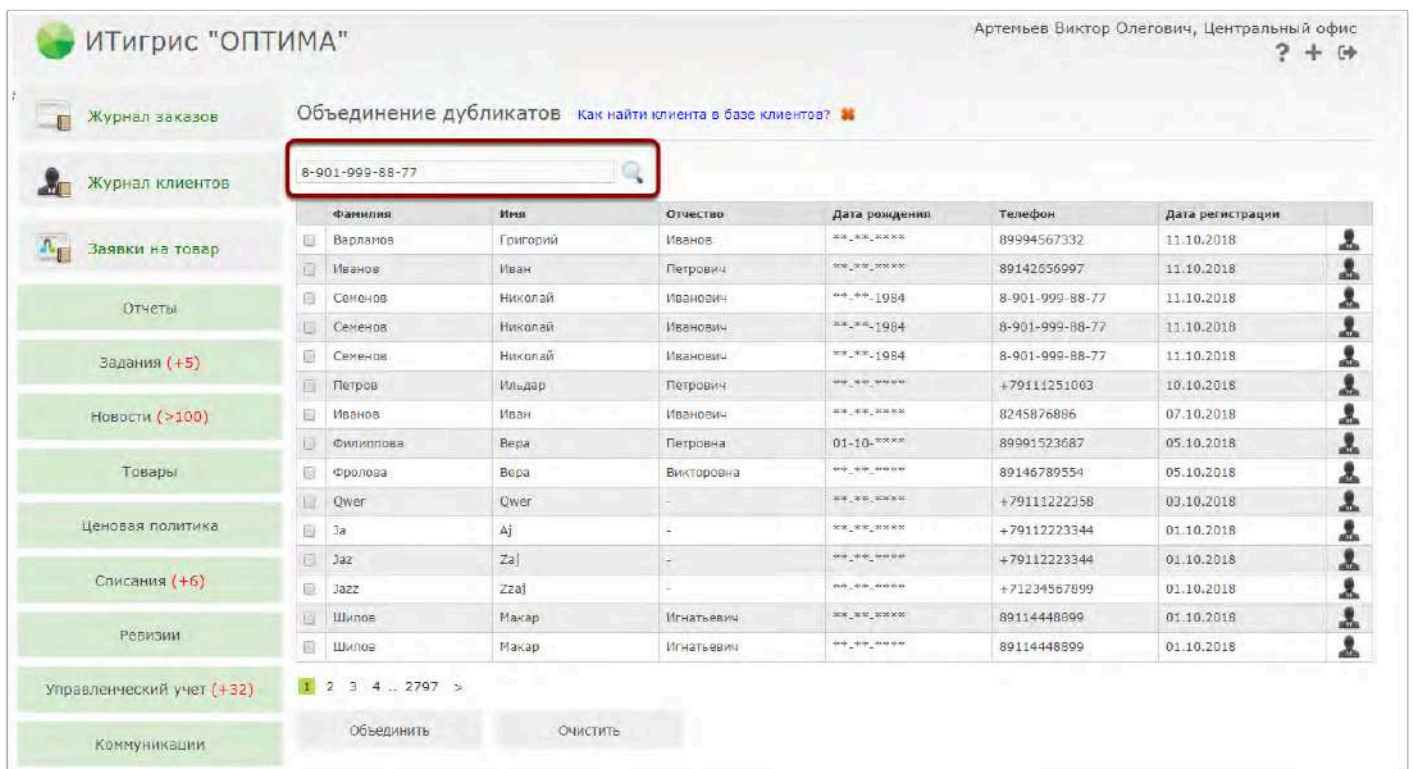 ИТигрис "ОПТИМА"
Артемьев Виктор Олегович, Центральный офис
? +
Журнал заказов
Журнал клиентов
Заявки на товар
Отчеты
Задания (+5)
Новости (>100)
Товары
Ценовая политика
Списания (+6)
Ревизии
Управленческий учет (+32)
Коммуникации
Объединение дубликатов Как найти клиента в базе клиентов?
8-901-999-88-77
Фамилия Имя Отчество Дата рождения Телефон Дата регистрации
Варламов Григорий Иванов **-**-**** 89994567332 11.10.2018
Иванов Иван Петрович **-**-**** 89142656997 11.10.2018
Семенов Николай Иванович **-**-1984 8-901-999-88-77 11.10.2018
Семенов Николай Иванович **-**-1984 8-901-999-88-77 11.10.2018
Семенов Николай Иванович **-**-1984 8-901-999-88-77 11.10.2018
Петров Ильдар Петрович **-**-**** +79111251003 10.10.2018
Иванов Иван Иванович **-**-**** 8245876886 07.10.2018
Филиппова Вера Петровна 01-10-**** 89991523687 05.10.2018
Фролова Вера Викторовна **-**-**** 89146789554 05.10.2018
Qwer Qwer - **-**-**** +79111222358 03.10.2018
Ja Aj - **-**-**** +79112223344 01.10.2018
Jaz Zaj - **-**-**** +79112223344 01.10.2018
Jazz Zzaj - **-**-**** +71234567899 01.10.2018
Шилов Макар Игнатьевич **-**-**** 89114448899 01.10.2018
Шилов Макар Игнатьевич **-**-**** 89114448899 01.10.2018
1 2 3 4 .. 2797 >
Объединить Очистить